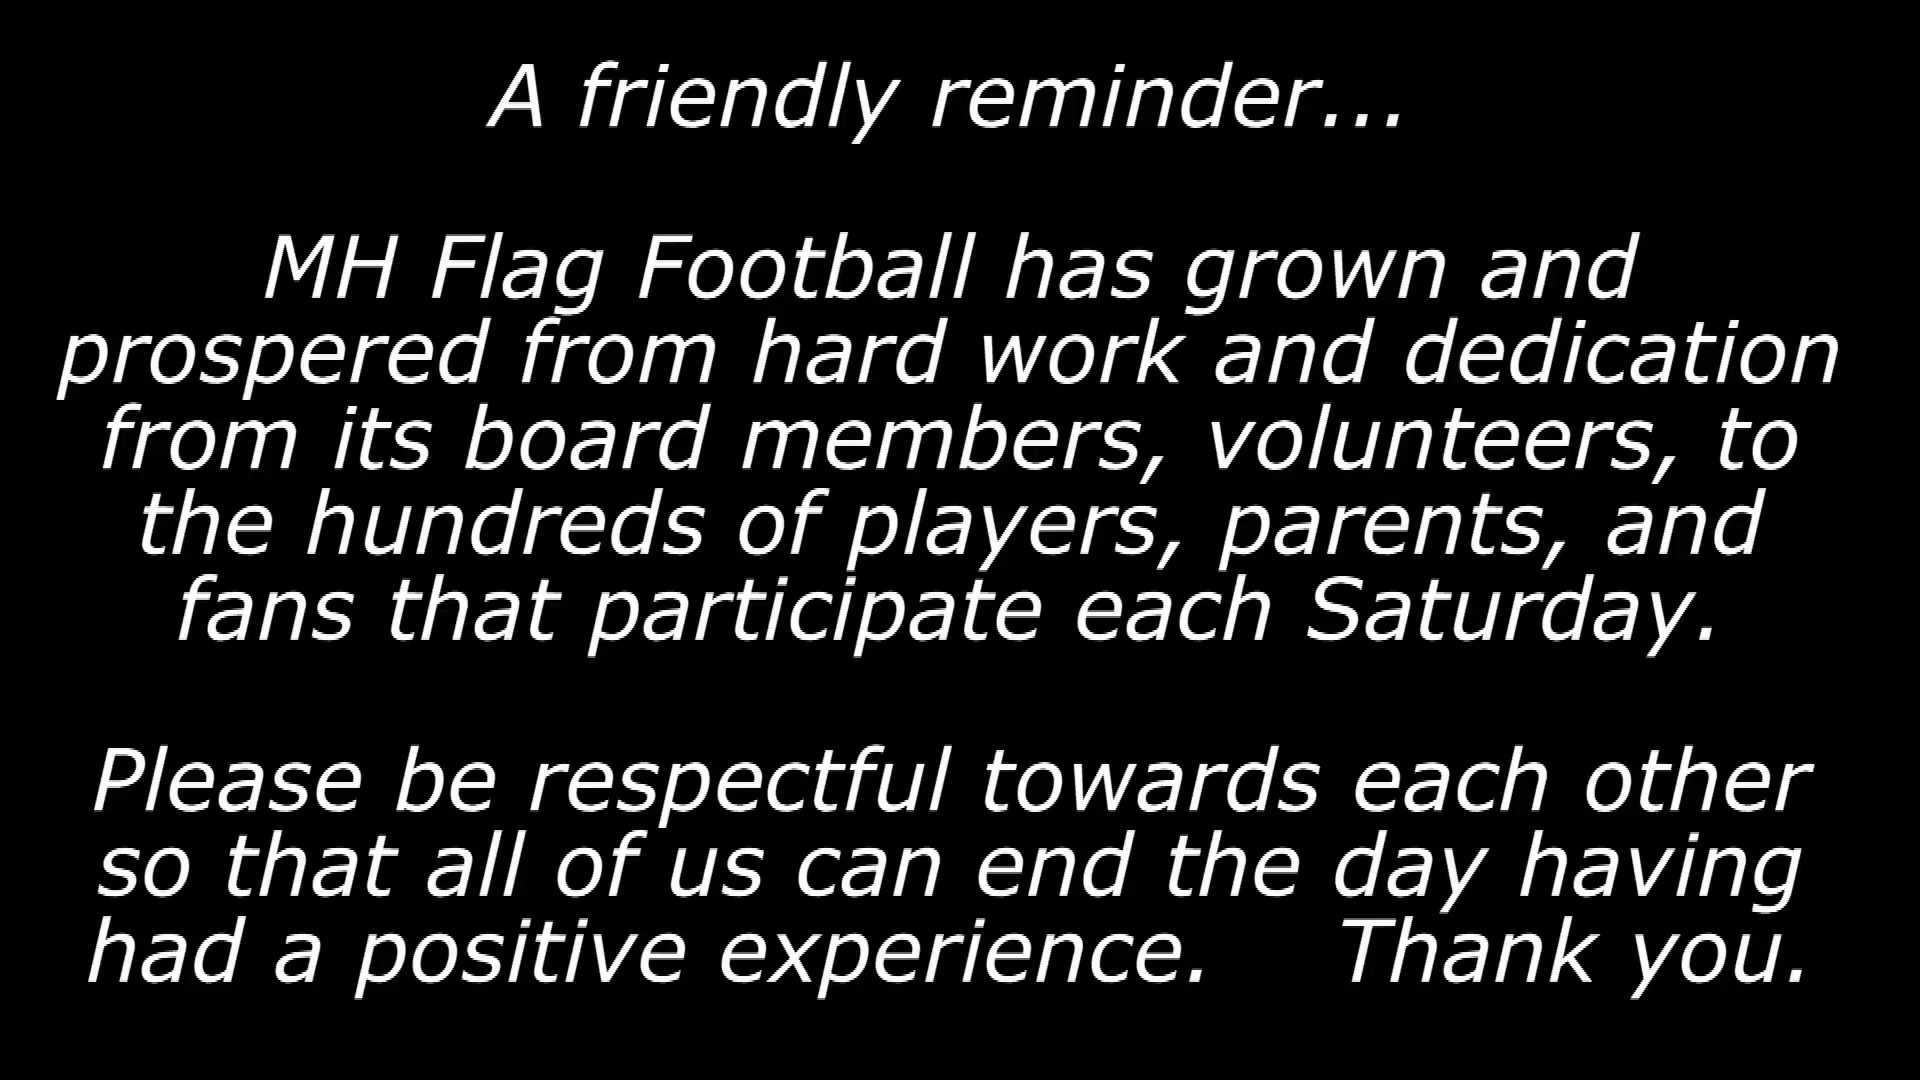 A friendly reminder...
MH Flag Football has grown and
prospered from hard work and dedication
from its board members, volunteers, to
the hundreds of players, parents, and
fans that participate each Saturday.
Please be respectful towards each other
so that all of us can end the day having
had a positive experience. Thank you.